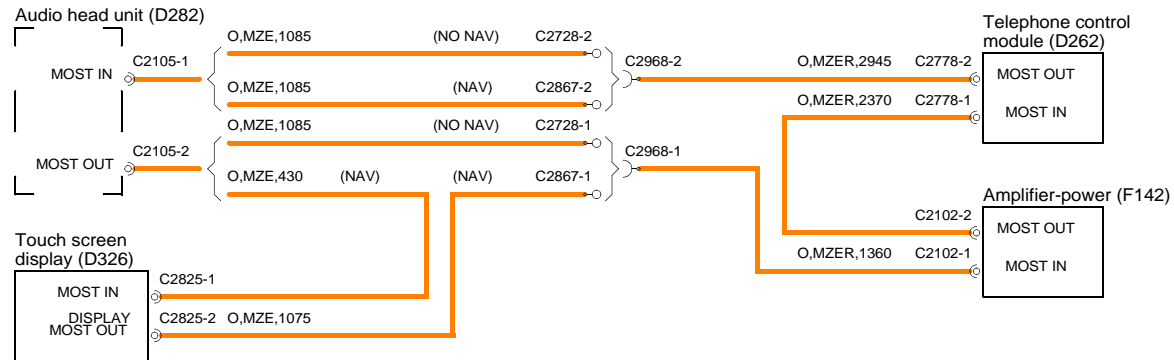 Audio head unit (D282)
MOST IN
C2105-1
O,MZE,1085 (NO NAV) C2728-2
O,MZE,1085 (NAV) C2867-2
C2968-2
O,MZER,2945 C2778-2
Telephone control
module (D262)
MOST OUT
O,MZER,2370 C2778-1
MOST IN
MOST OUT
C2105-2
O,MZE,1085 (NO NAV) C2728-1
O,MZE,430 (NAV) (NAV) C2867-1
C2968-1
Amplifier-power (F142)
C2102-2
MOST OUT
O,MZER,1360 C2102-1
MOST IN
Touch screen
display (D326)
MOST IN
C2825-1
DISPLAY
MOST OUT
C2825-2 O,MZE,1075